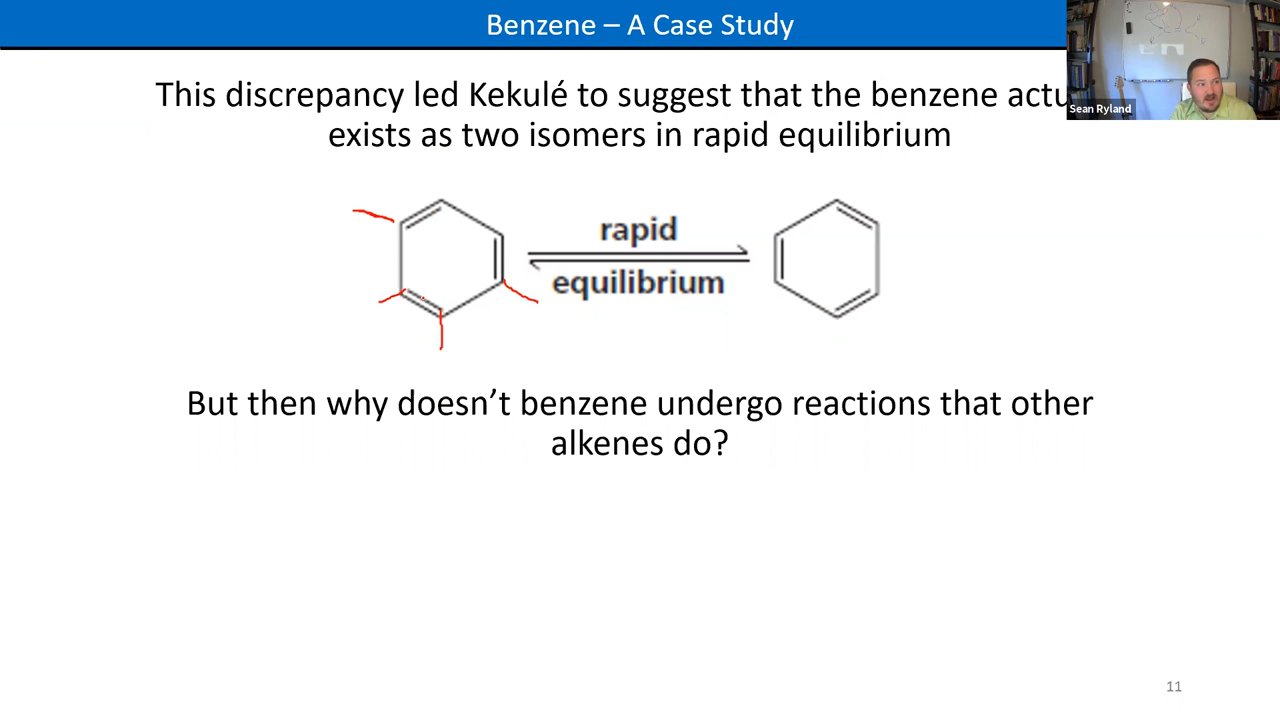 Benzene – A Case Study
This discrepancy led Kekulé to suggest that the benzene actu
exists as two isomers in rapid equilibrium
Sean Ryland
rapid
equilibrium
But then why doesn’t benzene undergo reactions that other
alkenes do?
11